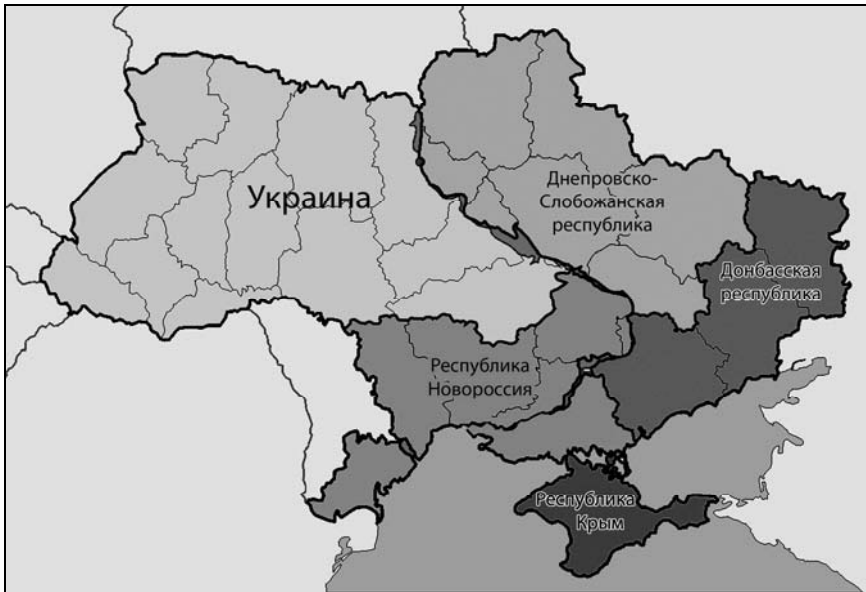 Украина
Днепровско-
Слобожанская
республика
Донбасская
республика
Республика
Новороссия
Республика
Крым